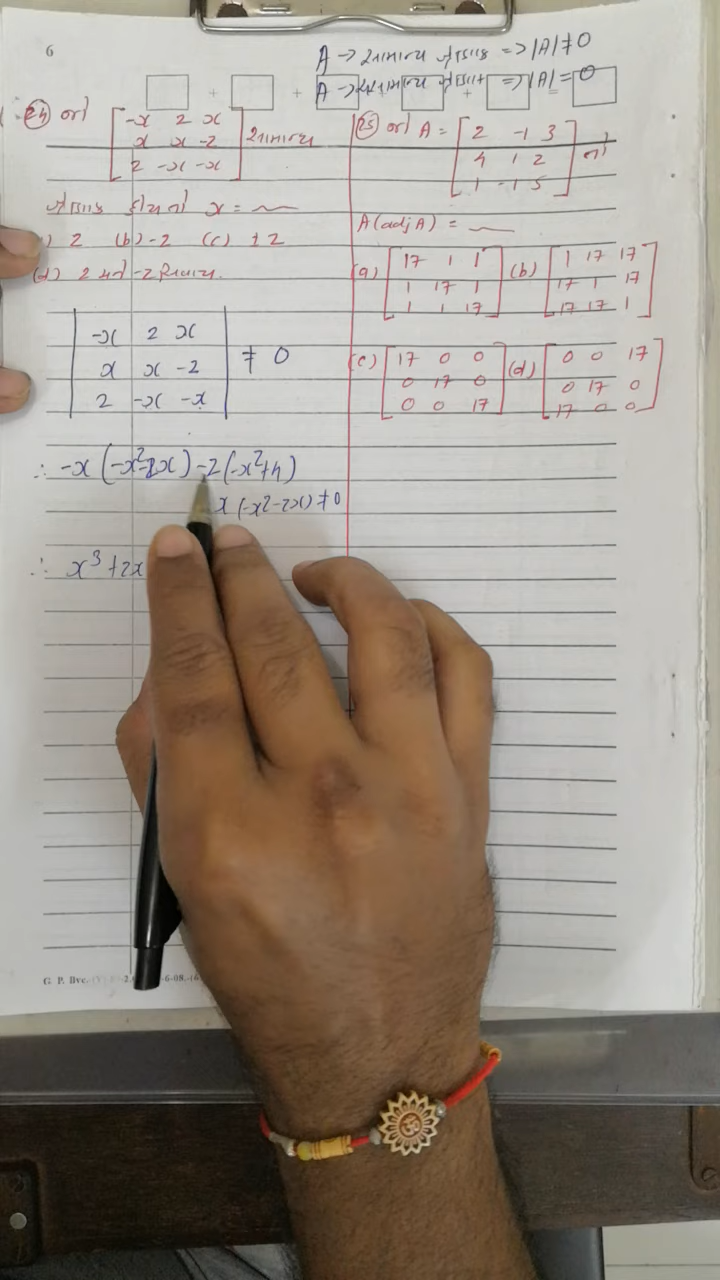 6
A → સામાન્ય શ્રેણિક => |A| ≠ 0
A → અસામાન્ય શ્રેણિક => |A| = 0
+ + + + =
(24) જો [ -x 2 x
x x -2
2 -x -x ] સામાન્ય
શ્રેણિક હોય તો x = __
) 2 (b) -2 (c) ±2
(d) 2 અને -2 સિવાય.
| -x 2 x
x x -2
2 -x -x | ≠ 0
∴ -x (-x²-2x) -2 (-x²+4)
x (-x²-2x) ≠ 0
∴ x³ + 2x
(25) જો A = [ 2 -1 3
4 1 2
1 -1 5 ] તો
A(adj A) = __
(a) [ 17 1 1
1 17 1
1 1 17 ]
(b) [ 1 17 17
17 1 17
17 17 1 ]
(c) [ 17 0 0
0 17 0
0 0 17 ]
(d) [ 0 0 17
0 17 0
17 0 0 ]
G. P. Bvc.